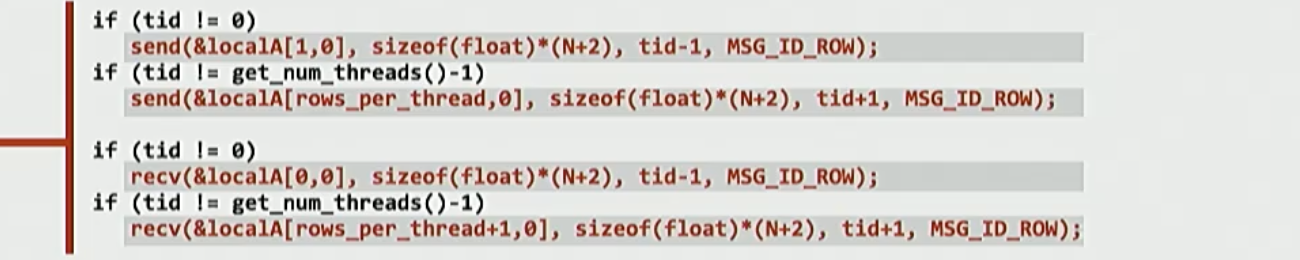 if (tid != 0)
send(&localA[1,0], sizeof(float)*(N+2), tid-1, MSG_ID_ROW);
if (tid != get_num_threads()-1)
send(&localA[rows_per_thread,0], sizeof(float)*(N+2), tid+1, MSG_ID_ROW);
if (tid != 0)
recv(&localA[0,0], sizeof(float)*(N+2), tid-1, MSG_ID_ROW);
if (tid != get_num_threads()-1)
recv(&localA[rows_per_thread+1,0], sizeof(float)*(N+2), tid+1, MSG_ID_ROW);